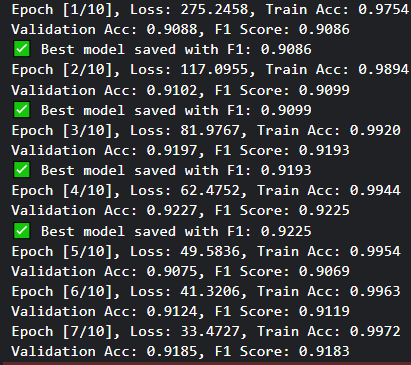 Epoch [1/10], Loss: 275.2458, Train Acc: 0.9754
Validation Acc: 0.9088, F1 Score: 0.9086
✅ Best model saved with F1: 0.9086
Epoch [2/10], Loss: 117.0955, Train Acc: 0.9894
Validation Acc: 0.9102, F1 Score: 0.9099
✅ Best model saved with F1: 0.9099
Epoch [3/10], Loss: 81.9767, Train Acc: 0.9920
Validation Acc: 0.9197, F1 Score: 0.9193
✅ Best model saved with F1: 0.9193
Epoch [4/10], Loss: 62.4752, Train Acc: 0.9944
Validation Acc: 0.9227, F1 Score: 0.9225
✅ Best model saved with F1: 0.9225
Epoch [5/10], Loss: 49.5836, Train Acc: 0.9954
Validation Acc: 0.9075, F1 Score: 0.9069
Epoch [6/10], Loss: 41.3206, Train Acc: 0.9963
Validation Acc: 0.9124, F1 Score: 0.9119
Epoch [7/10], Loss: 33.4727, Train Acc: 0.9972
Validation Acc: 0.9185, F1 Score: 0.9183